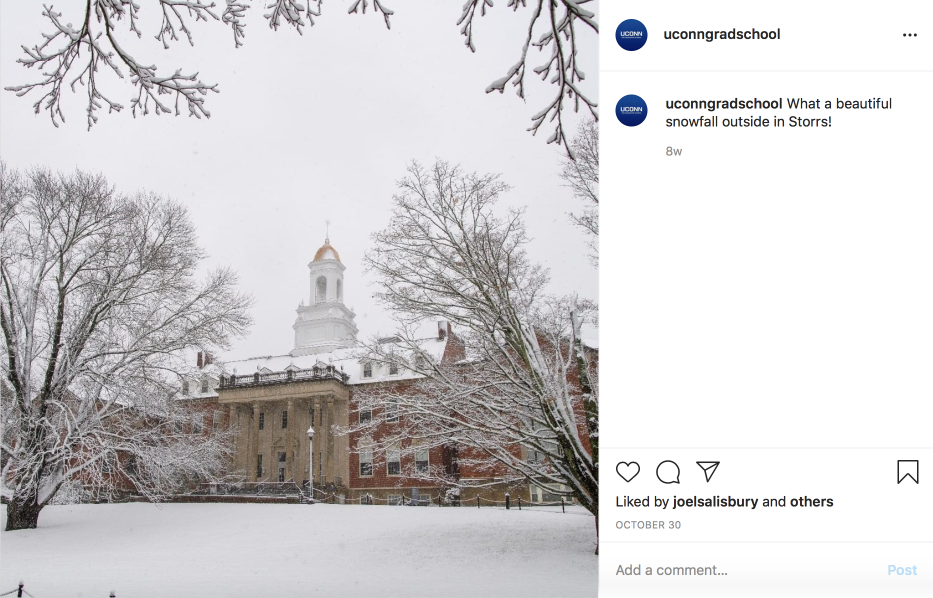 UCONN
uconngradschool
UCONN
uconngradschool What a beautiful
snowfall outside in Storrs!
8w
Liked by joelsalisbury and others
OCTOBER 30
Add a comment...
Post